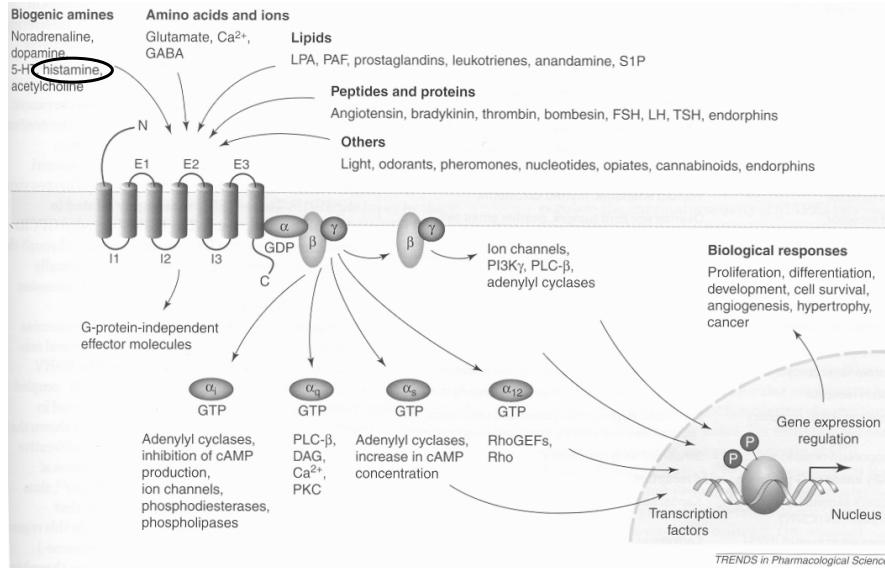 Biogenic amines
Noradrenaline,
dopamine,
5-HT, histamine,
acetylcholine
Amino acids and ions
Glutamate, Ca²⁺,
GABA
Lipids
LPA, PAF, prostaglandins, leukotrienes, anandamide, S1P
Peptides and proteins
Angiotensin, bradykinin, thrombin, bombesin, FSH, LH, TSH, endorphins
Others
Light, odorants, pheromones, nucleotides, opiates, cannabinoids, endorphins
N
E1
E2
E3
I1
I2
I3
C
α
GDP
β
γ
β
γ
Ion channels,
PI3Kγ, PLC-β,
adenylyl cyclases
Biological responses
Proliferation, differentiation,
development, cell survival,
angiogenesis, hypertrophy,
cancer
G-protein-independent
effector molecules
αi
GTP
Adenylyl cyclases,
inhibition of cAMP
production,
ion channels,
phosphodiesterases,
phospholipases
αq
GTP
PLC-β,
DAG,
Ca²⁺,
PKC
αs
GTP
Adenylyl cyclases,
increase in cAMP
concentration
α12
GTP
RhoGEFs,
Rho
Gene expression
regulation
P
P
Transcription
factors
Nucleus
TRENDS in Pharmacological Science